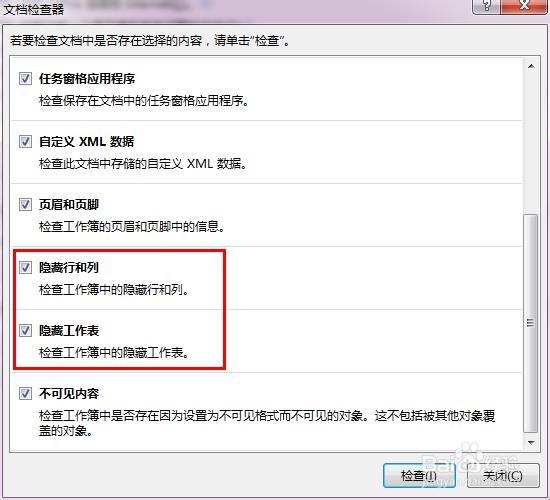 文档检查器
若要检查文档中是否存在选择的内容，请单击“检查”。
任务窗格应用程序
检查保存在文档中的任务窗格应用程序。
自定义 XML 数据
检查此文档中存储的自定义 XML 数据。
页眉和页脚
检查工作簿的页眉和页脚中的信息。
隐藏行和列
检查工作簿中的隐藏行和列。
隐藏工作表
检查工作簿中的隐藏工作表。
不可见内容
检查工作簿中是否存在因为设置为不可见格式而不可见的对象。这不包括被其他对象覆
盖的对象。
检查(I)
关闭(C)
Baidu 经验